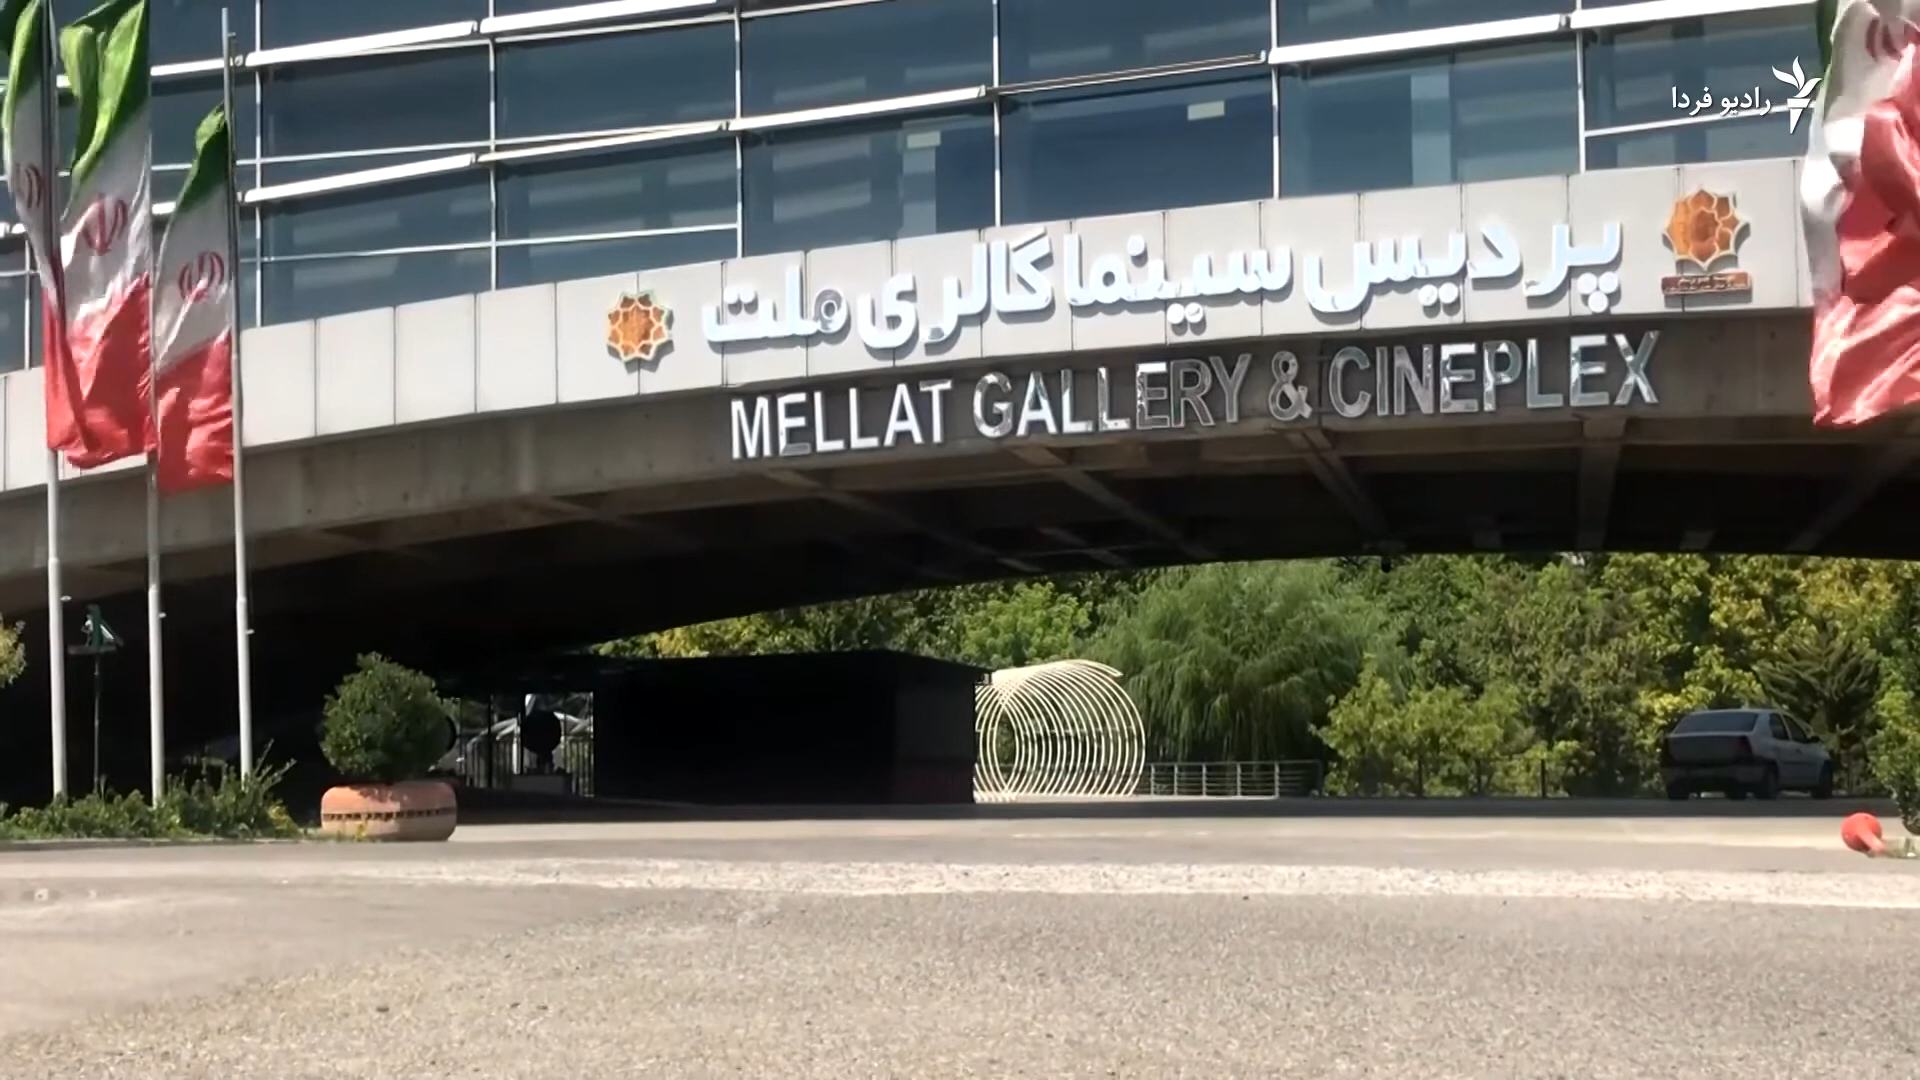 رادیو فردا
پردیس سینما گالری ملت
MELLAT GALLERY & CINEPLEX